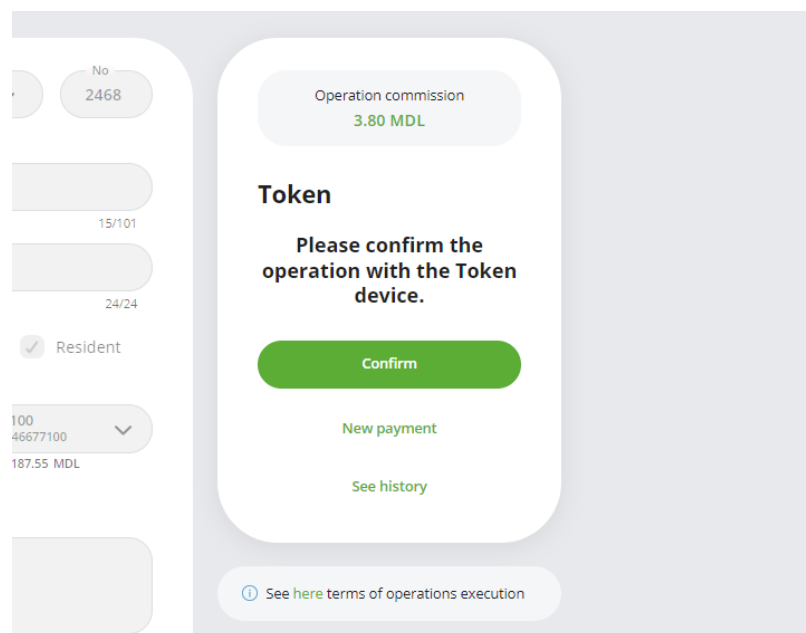 No
2468
15/101
24/24
Resident
100
46677100
187.55 MDL
Operation commission
3.80 MDL
Token
Please confirm the
operation with the Token
device.
Confirm
New payment
See history
See here terms of operations execution